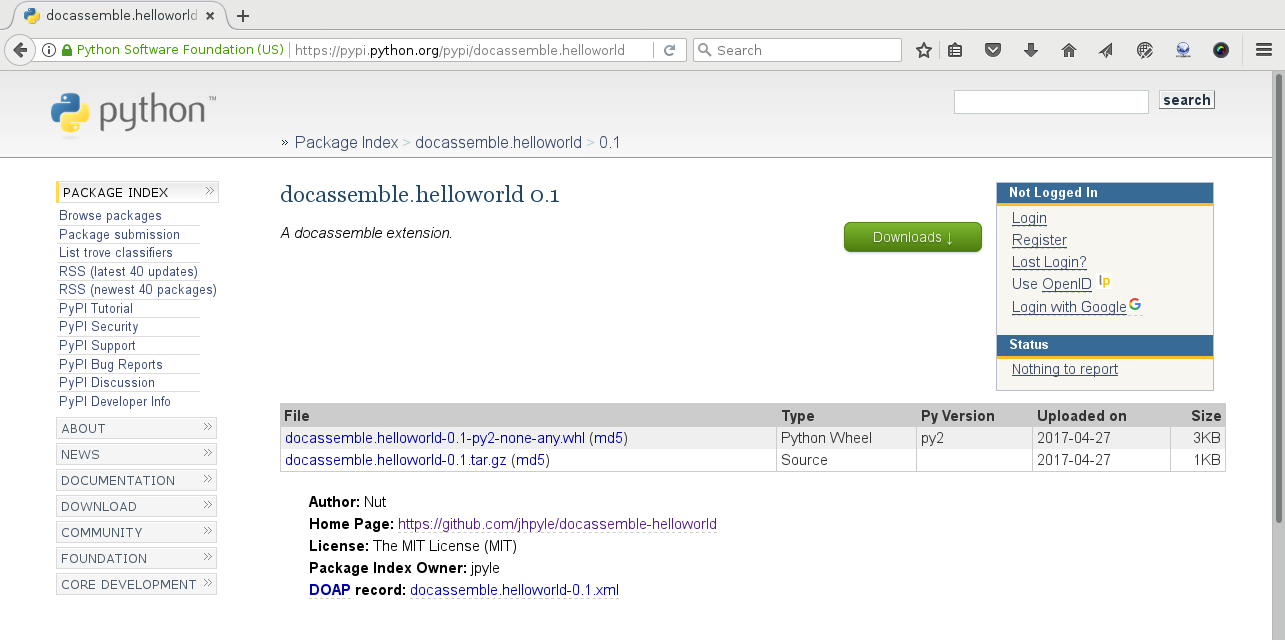 docassemble.helloworld
Python Software Foundation (US)
https://pypi.python.org/pypi/docassemble.helloworld
Search
python™
search
» Package Index > docassemble.helloworld > 0.1
PACKAGE INDEX »
Browse packages
Package submission
List trove classifiers
RSS (latest 40 updates)
RSS (newest 40 packages)
PyPI Tutorial
PyPI Security
PyPI Support
PyPI Bug Reports
PyPI Discussion
PyPI Developer Info
ABOUT »
NEWS »
DOCUMENTATION »
DOWNLOAD »
COMMUNITY »
FOUNDATION »
CORE DEVELOPMENT »
docassemble.helloworld 0.1
A docassemble extension.
Downloads ↓
Not Logged In
Login
Register
Lost Login?
Use OpenID lp
Login with Google G
Status
Nothing to report
File Type Py Version Uploaded on Size
docassemble.helloworld-0.1-py2-none-any.whl (md5) Python Wheel py2 2017-04-27 3KB
docassemble.helloworld-0.1.tar.gz (md5) Source 2017-04-27 1KB
Author: Nut
Home Page: https://github.com/jhpyle/docassemble-helloworld
License: The MIT License (MIT)
Package Index Owner: jpyle
DOAP record: docassemble.helloworld-0.1.xml